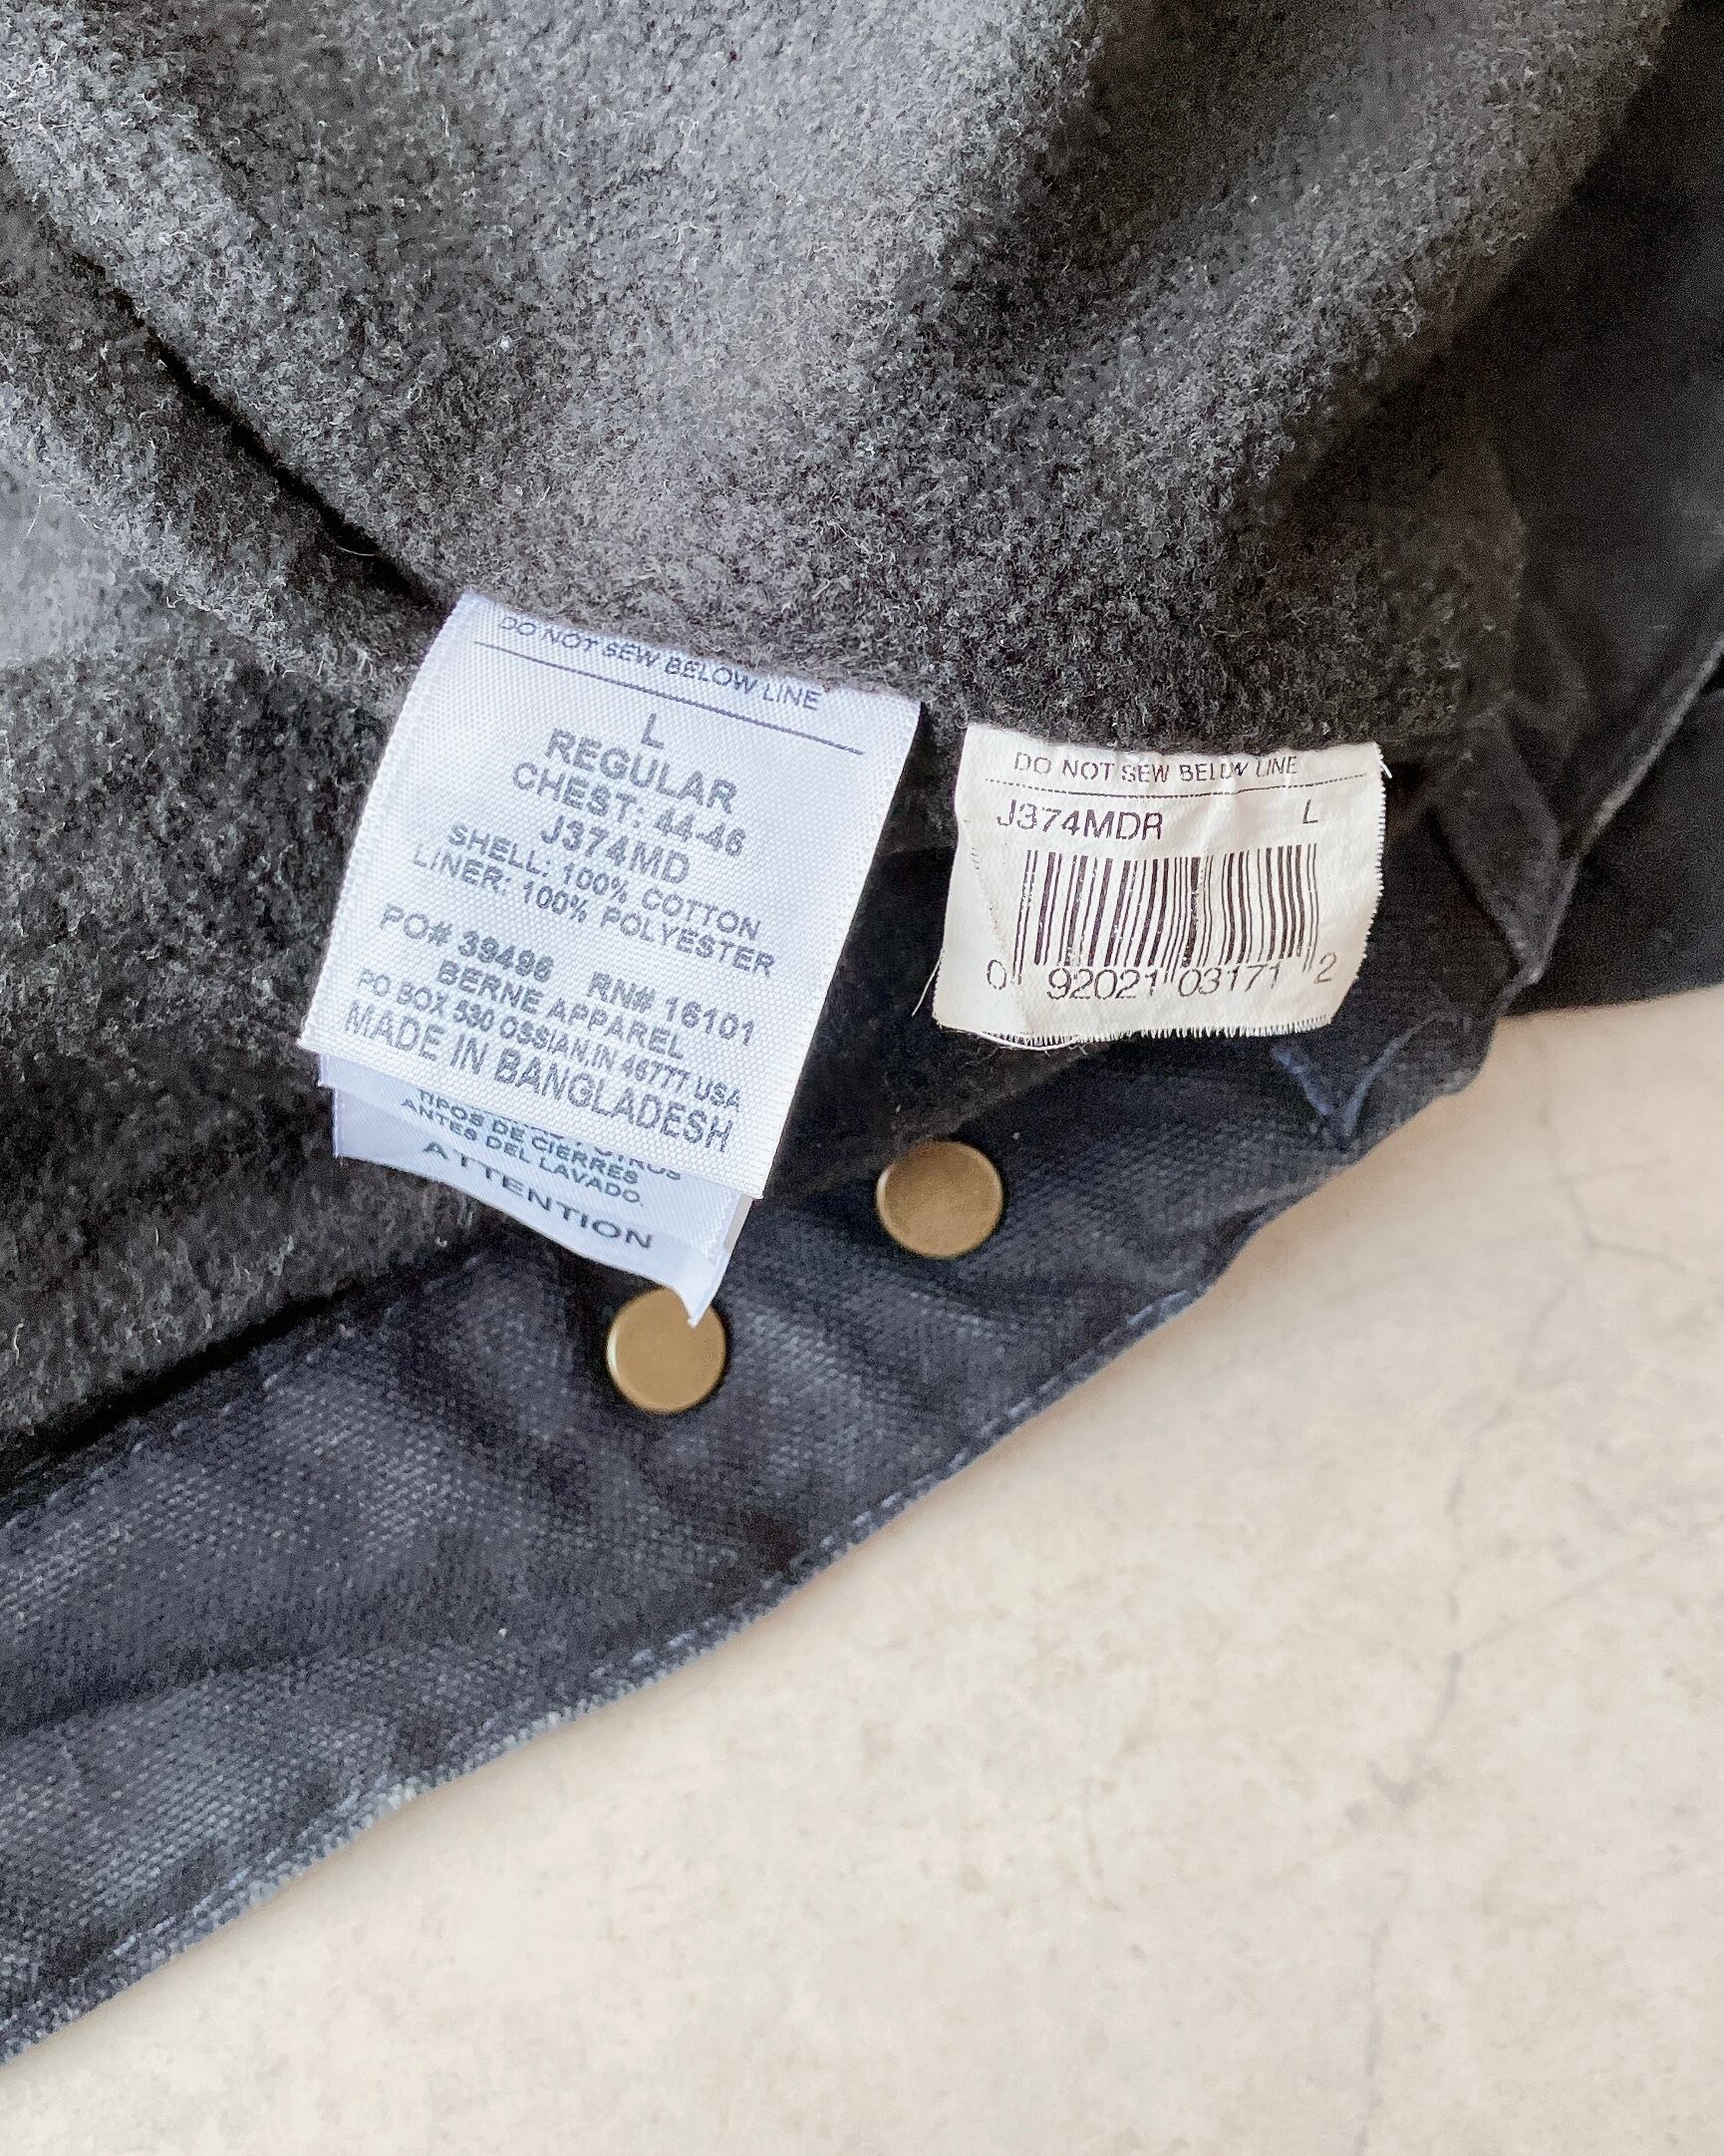 DO NOT SEW BELOW LINE
L
REGULAR
CHEST: 44-46
J374MD
SHELL: 100% COTTON
LINER: 100% POLYESTER
PO# 39496 RN# 16101
BERNE APPAREL
PO BOX 530 OSSIAN,IN 46777 USA
MADE IN BANGLADESH
TIPOS DE CIERRES
ANTES DEL LAVADO.
ATTENTION
DO NOT SEW BELOW LINE
J374MDR L
0 92021 03171 2